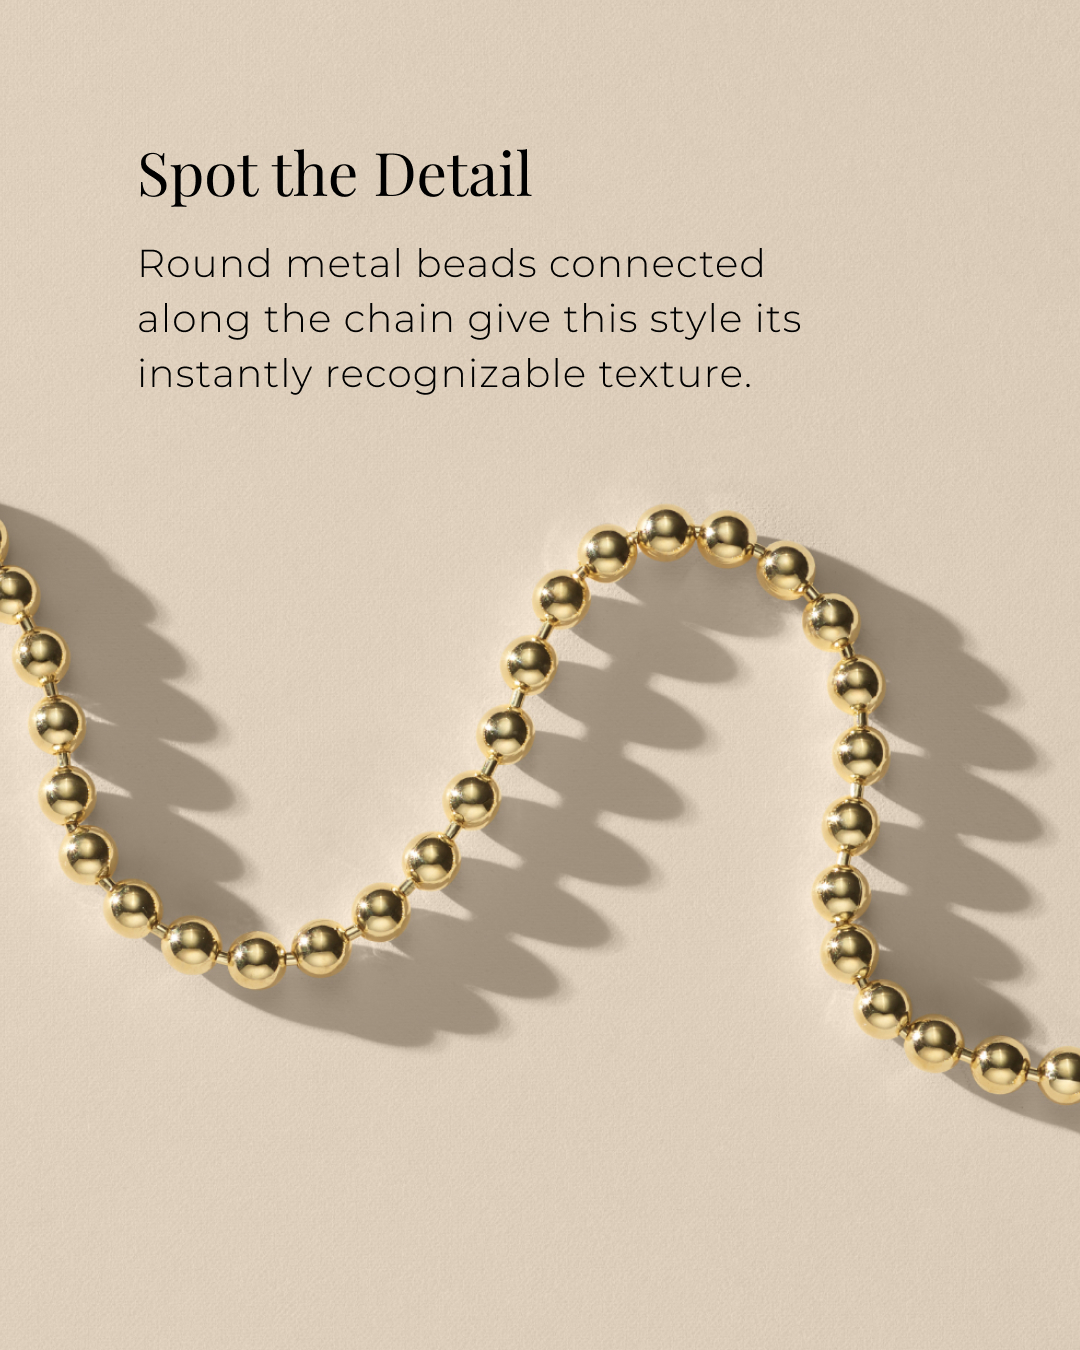 Spot the Detail
Round metal beads connected
along the chain give this style its
instantly recognizable texture.